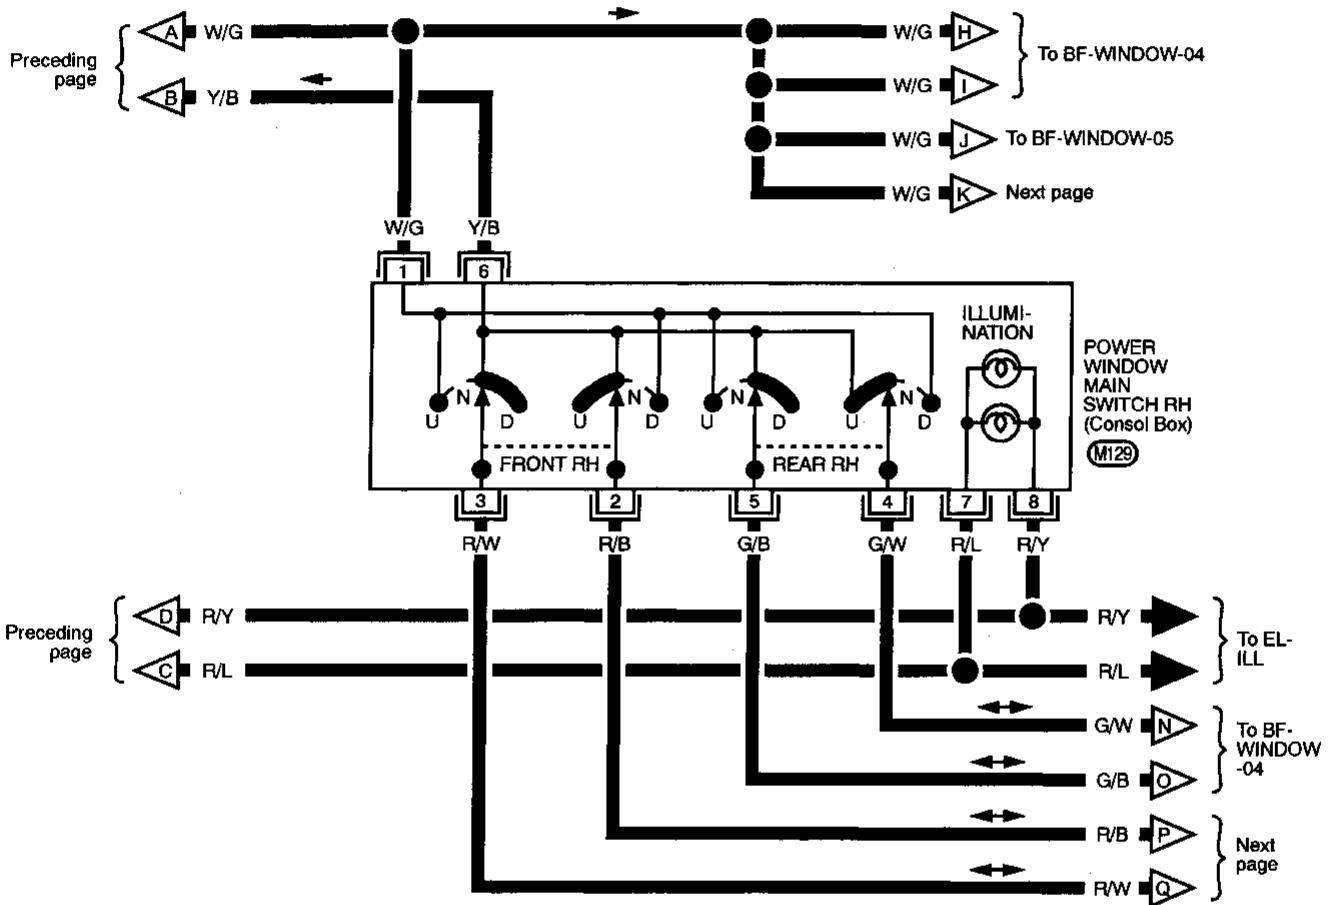 A W/G W/G H
Preceding
page
To BF-WINDOW-04
B Y/B W/G I
W/G J To BF-WINDOW-05
W/G K Next page
W/G Y/B
1 6
ILLUMI-
NATION
POWER
WINDOW
MAIN
SWITCH RH
(Consol Box)
M129
U N D U N D U N D U N D
FRONT RH REAR RH
3 2 5 4 7 8
R/W R/B G/B G/W R/L R/Y
D R/Y R/Y
Preceding
page
To EL-
ILL
C R/L R/L
G/W N
To BF-
WINDOW
-04
G/B O
R/B P
Next
page
R/W Q